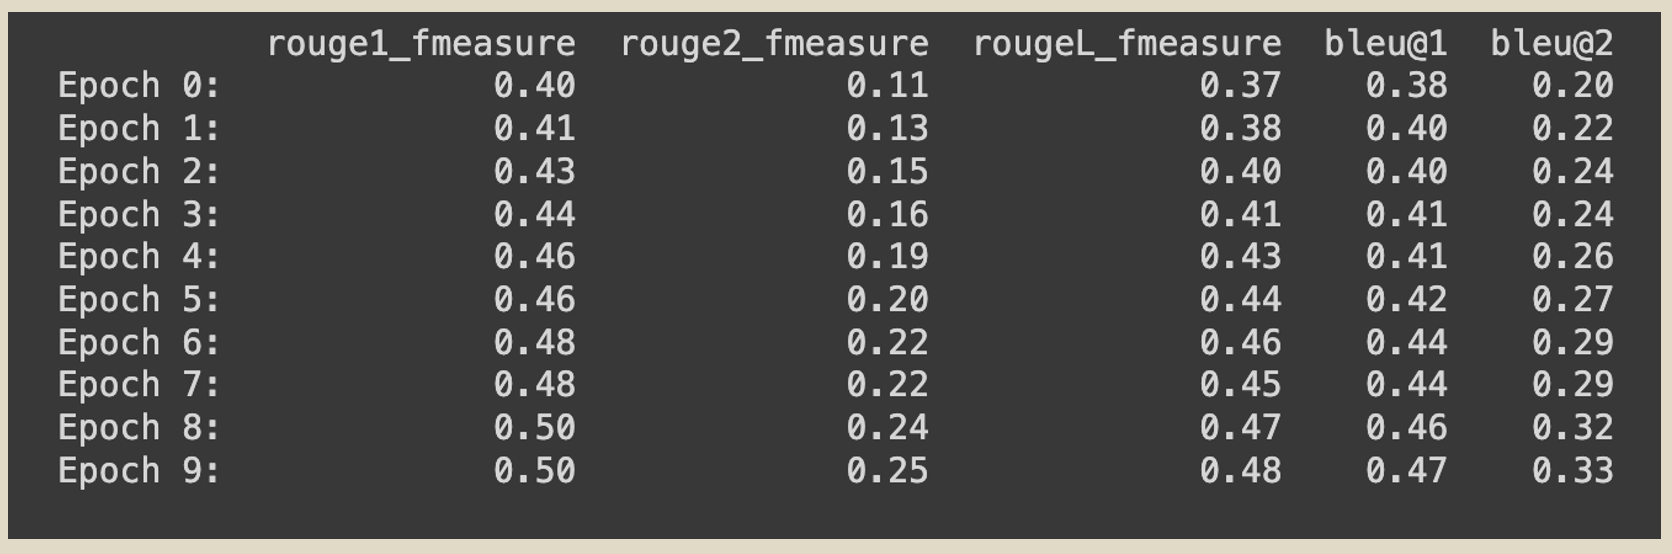 rouge1_fmeasure rouge2_fmeasure rougeL_fmeasure bleu@1 bleu@2
Epoch 0: 0.40 0.11 0.37 0.38 0.20
Epoch 1: 0.41 0.13 0.38 0.40 0.22
Epoch 2: 0.43 0.15 0.40 0.40 0.24
Epoch 3: 0.44 0.16 0.41 0.41 0.24
Epoch 4: 0.46 0.19 0.43 0.41 0.26
Epoch 5: 0.46 0.20 0.44 0.42 0.27
Epoch 6: 0.48 0.22 0.46 0.44 0.29
Epoch 7: 0.48 0.22 0.45 0.44 0.29
Epoch 8: 0.50 0.24 0.47 0.46 0.32
Epoch 9: 0.50 0.25 0.48 0.47 0.33